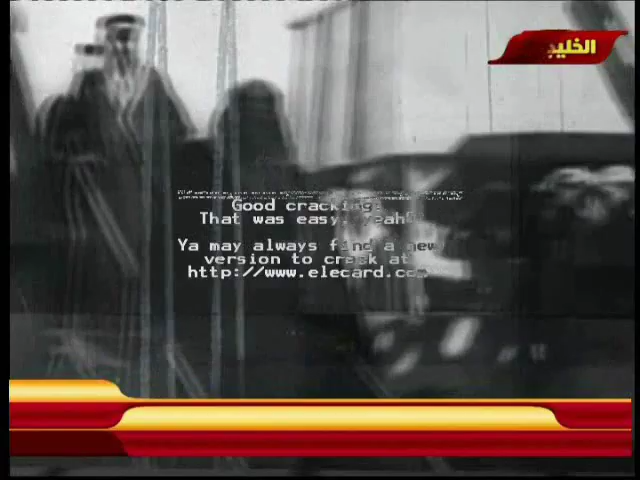 الخليج
Good cracking!
That was easy, yeah?
Ya may always find a new
version to crack at
http://www.elecard.com